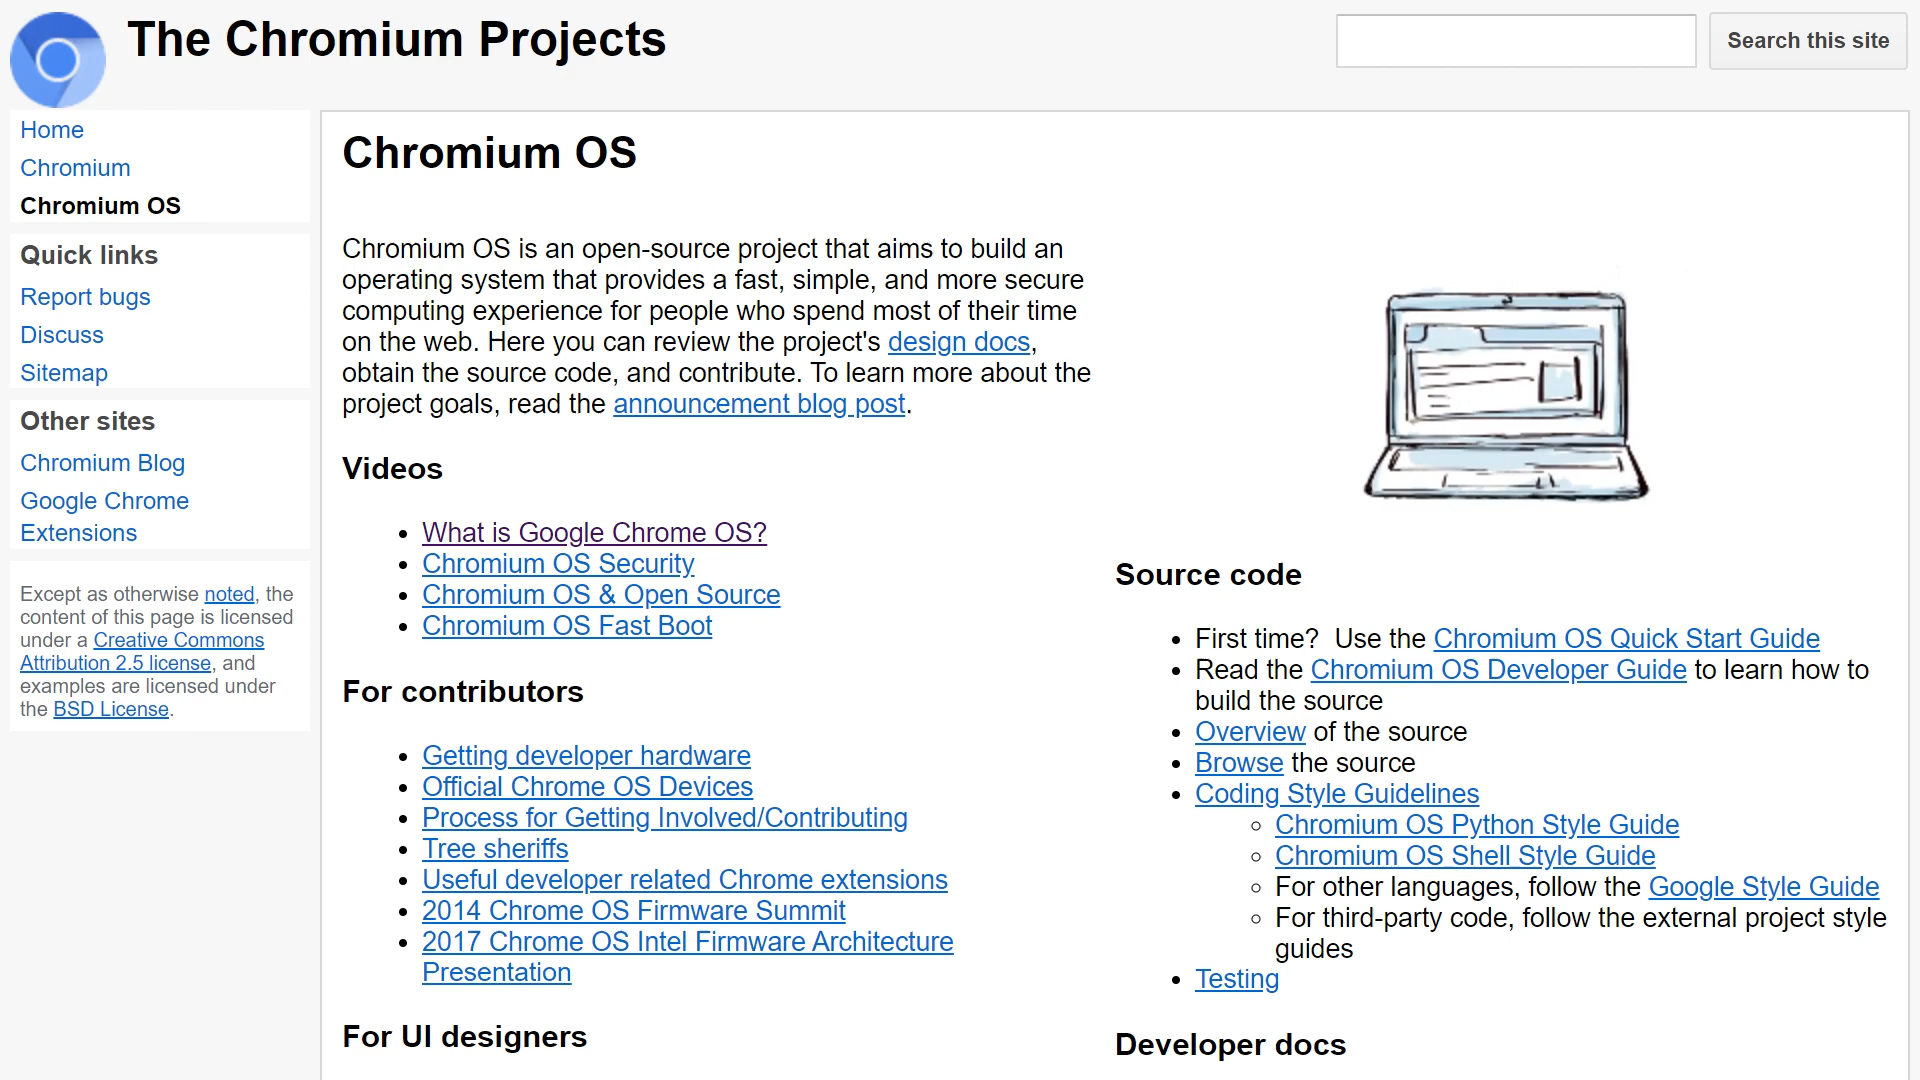 The Chromium Projects
Search this site
Home
Chromium
Chromium OS
Quick links
Report bugs
Discuss
Sitemap
Other sites
Chromium Blog
Google Chrome
Extensions
Except as otherwise noted, the
content of this page is licensed
under a Creative Commons
Attribution 2.5 license, and
examples are licensed under
the BSD License.
Chromium OS
Chromium OS is an open-source project that aims to build an
operating system that provides a fast, simple, and more secure
computing experience for people who spend most of their time
on the web. Here you can review the project's design docs,
obtain the source code, and contribute. To learn more about the
project goals, read the announcement blog post.
Videos
• What is Google Chrome OS?
• Chromium OS Security
• Chromium OS & Open Source
• Chromium OS Fast Boot
For contributors
• Getting developer hardware
• Official Chrome OS Devices
• Process for Getting Involved/Contributing
• Tree sheriffs
• Useful developer related Chrome extensions
• 2014 Chrome OS Firmware Summit
• 2017 Chrome OS Intel Firmware Architecture
Presentation
For UI designers
Source code
• First time?  Use the Chromium OS Quick Start Guide
• Read the Chromium OS Developer Guide to learn how to
build the source
• Overview of the source
• Browse the source
• Coding Style Guidelines
◦ Chromium OS Python Style Guide
◦ Chromium OS Shell Style Guide
◦ For other languages, follow the Google Style Guide
◦ For third-party code, follow the external project style
guides
• Testing
Developer docs